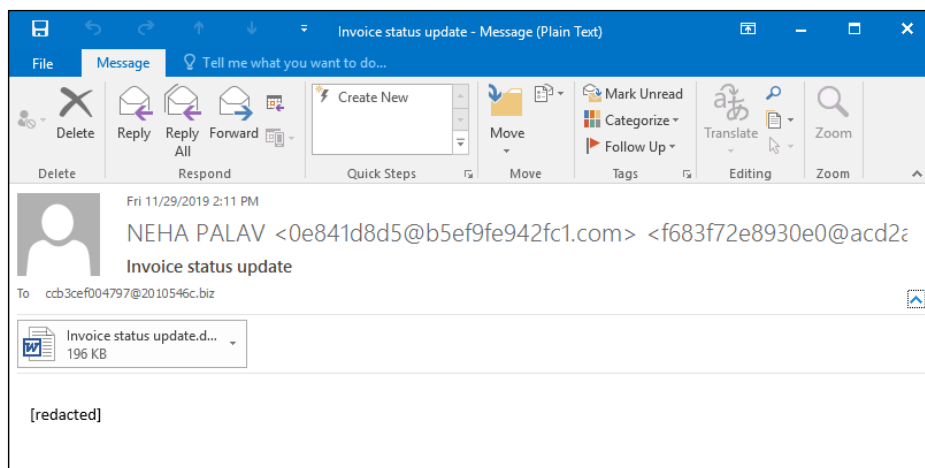 Invoice status update - Message (Plain Text)
File Message Tell me what you want to do...
Delete Reply Reply All Forward Create New Move Mark Unread Categorize Follow Up Translate Zoom
Delete Respond Quick Steps Move Tags Editing Zoom
Fri 11/29/2019 2:11 PM
NEHA PALAV <0e841d8d5@b5ef9fe942fc1.com> <f683f72e8930e0@acd2a
Invoice status update
To ccb3cef004797@2010546c.biz
Invoice status update.d...
196 KB
[redacted]